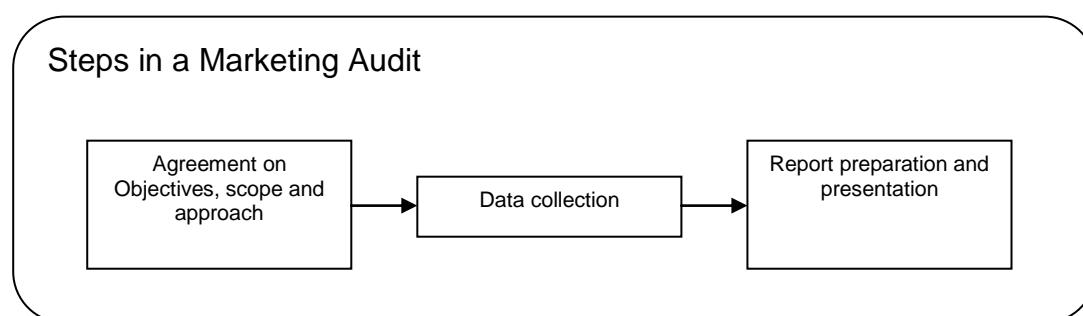 Steps in a Marketing Audit
Agreement on
Objectives, scope and
approach
Data collection
Report preparation and
presentation